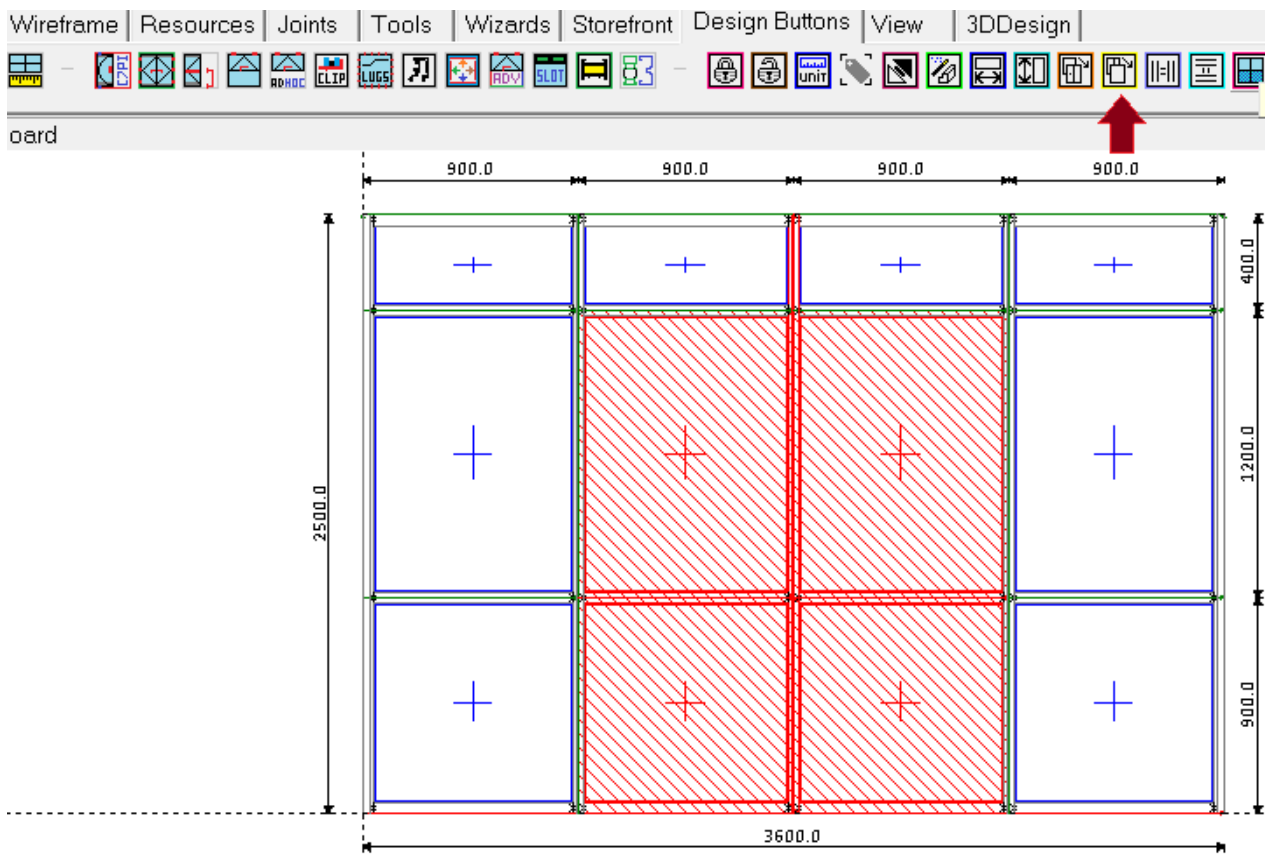 Wireframe Resources Joints Tools Wizards Storefront Design Buttons View 3DDesign
ADHOC CLIP LUGS ADV SLOT unit
oard
900.0 900.0 900.0 900.0
400.0
1200.0
2500.0
900.0
3600.0